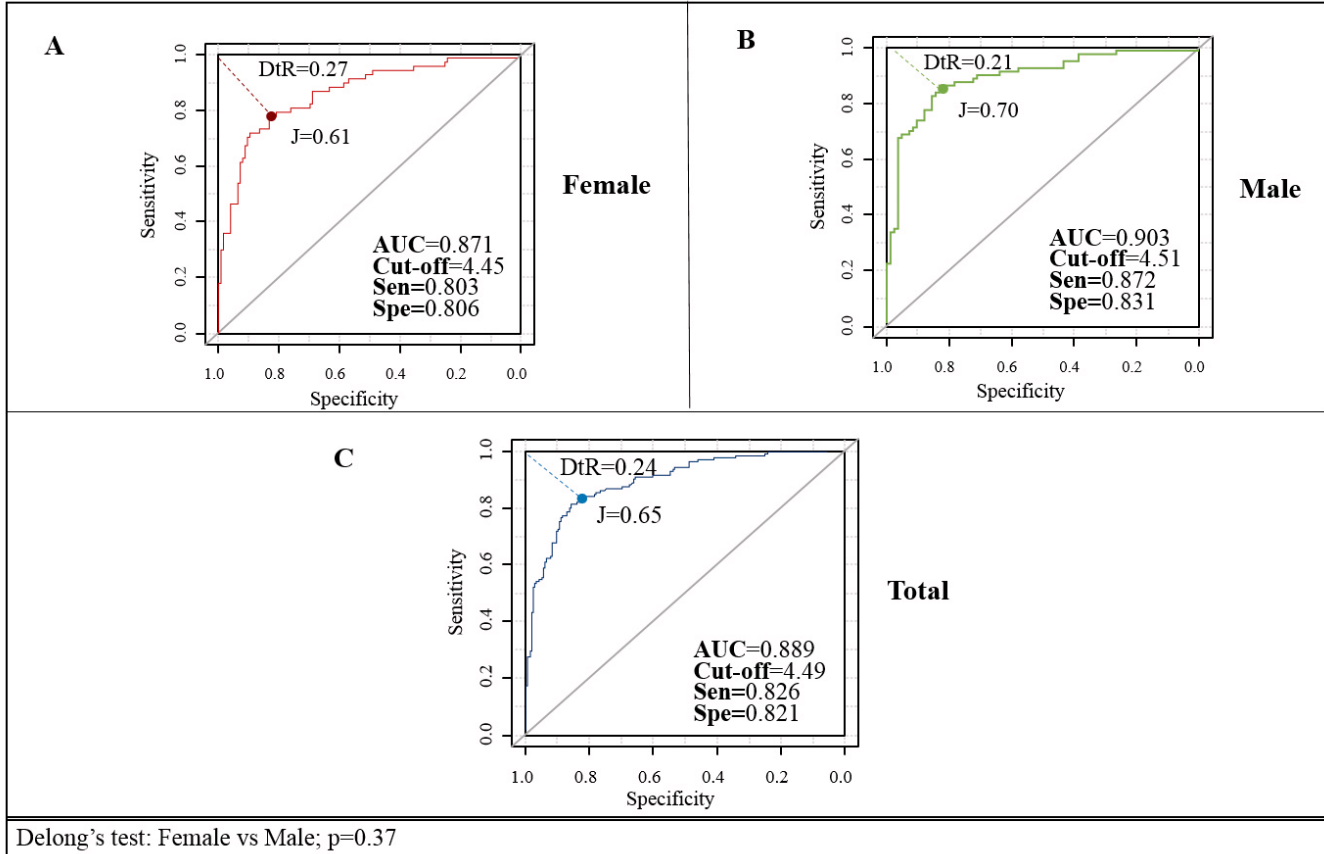 A
DtR=0.27
J=0.61
Female
AUC=0.871
Cut-off=4.45
Sen=0.803
Spe=0.806
Sensitivity
1.0
0.8
0.6
0.4
0.2
0.0
1.0 0.8 0.6 0.4 0.2 0.0
Specificity
B
DtR=0.21
J=0.70
Male
AUC=0.903
Cut-off=4.51
Sen=0.872
Spe=0.831
Sensitivity
1.0
0.8
0.6
0.4
0.2
0.0
1.0 0.8 0.6 0.4 0.2 0.0
Specificity
C
DtR=0.24
J=0.65
Total
AUC=0.889
Cut-off=4.49
Sen=0.826
Spe=0.821
Sensitivity
1.0
0.8
0.6
0.4
0.2
0.0
1.0 0.8 0.6 0.4 0.2 0.0
Specificity
Delong's test: Female vs Male; p=0.37